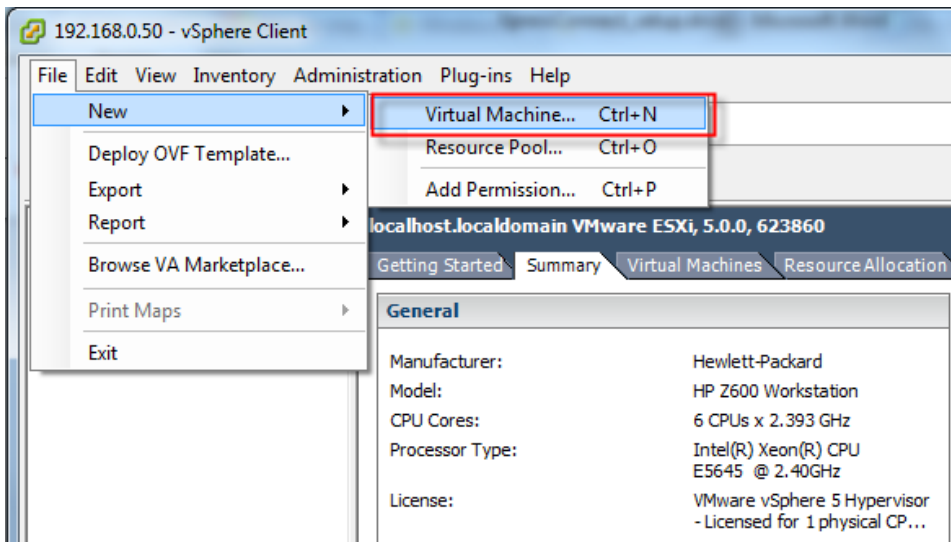 192.168.0.50 - vSphere Client
File Edit View Inventory Administration Plug-ins Help
New
Virtual Machine... Ctrl+N
Resource Pool... Ctrl+O
Add Permission... Ctrl+P
Deploy OVF Template...
Export
Report
Browse VA Marketplace...
Print Maps
Exit
localhost.localdomain VMware ESXi, 5.0.0, 623860
Getting Started Summary Virtual Machines Resource Allocation
General
Manufacturer: Hewlett-Packard
Model: HP Z600 Workstation
CPU Cores: 6 CPUs x 2.393 GHz
Processor Type: Intel(R) Xeon(R) CPU
E5645 @ 2.40GHz
License: VMware vSphere 5 Hypervisor
- Licensed for 1 physical CP...